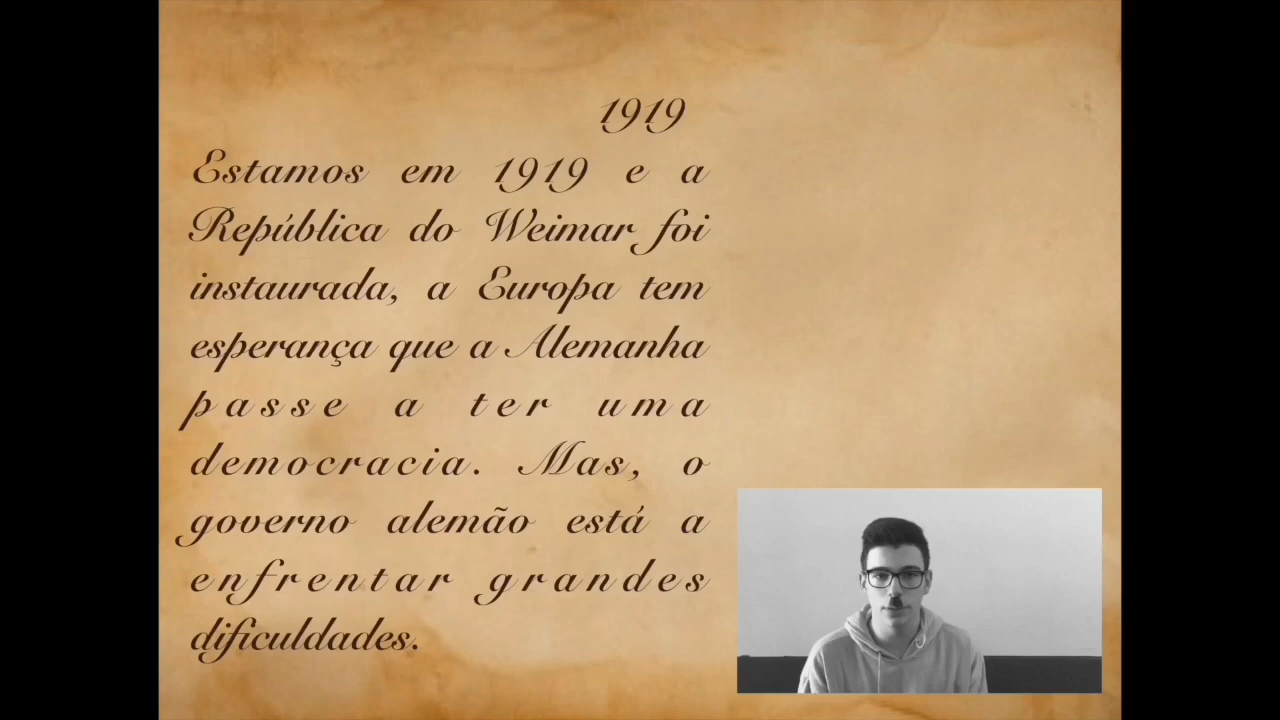 1919
Estamos em 1919 e a
República do Weimar foi
instaurada, a Europa tem
esperança que a Alemanha
passe a ter uma
democracia. Mas, o
governo alemão está a
enfrentar grandes
dificuldades.